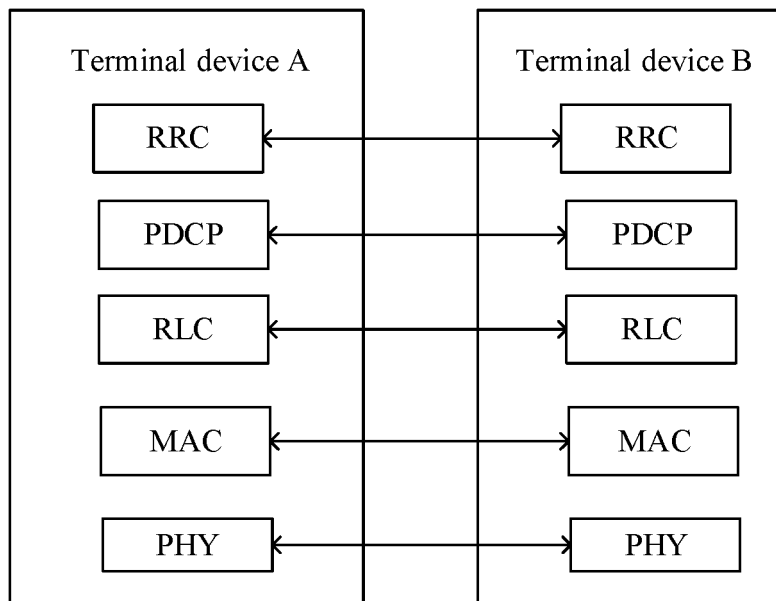 Terminal device A
Terminal device B
RRC
RRC
PDCP
PDCP
RLC
RLC
MAC
MAC
PHY
PHY